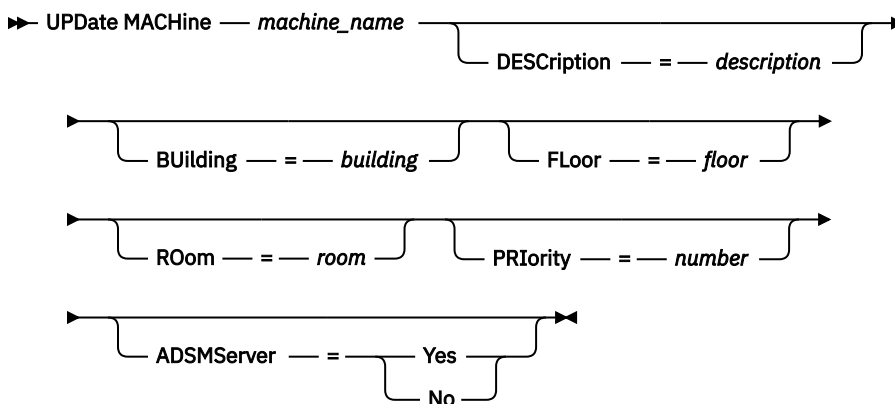 UPDate MACHine — machine_name
DESCription — = — description
BUilding — = — building
FLoor — = — floor
ROom — = — room
PRIority — = — number
ADSMServer — = — Yes
No